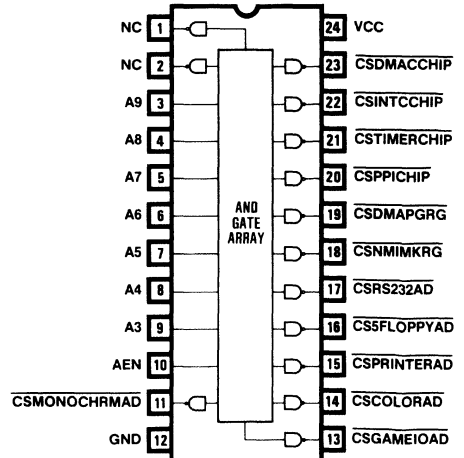 NC 1 24 VCC
NC 2 23 CSDMACCHIP
A9 3 22 CSINTCCHIP
A8 4 21 CSTIMERCHIP
A7 5 20 CSPPICHIP
A6 6 19 CSDMAPGRG
A5 7 18 CSNMIMKRG
A4 8 17 CSRS232AD
A3 9 16 CS5FLOPPYAD
AEN 10 15 CSPRINTERAD
CSMONOCHRMAD 11 14 CSCOLORAD
GND 12 13 CSGAMEIOAD
AND
GATE
ARRAY